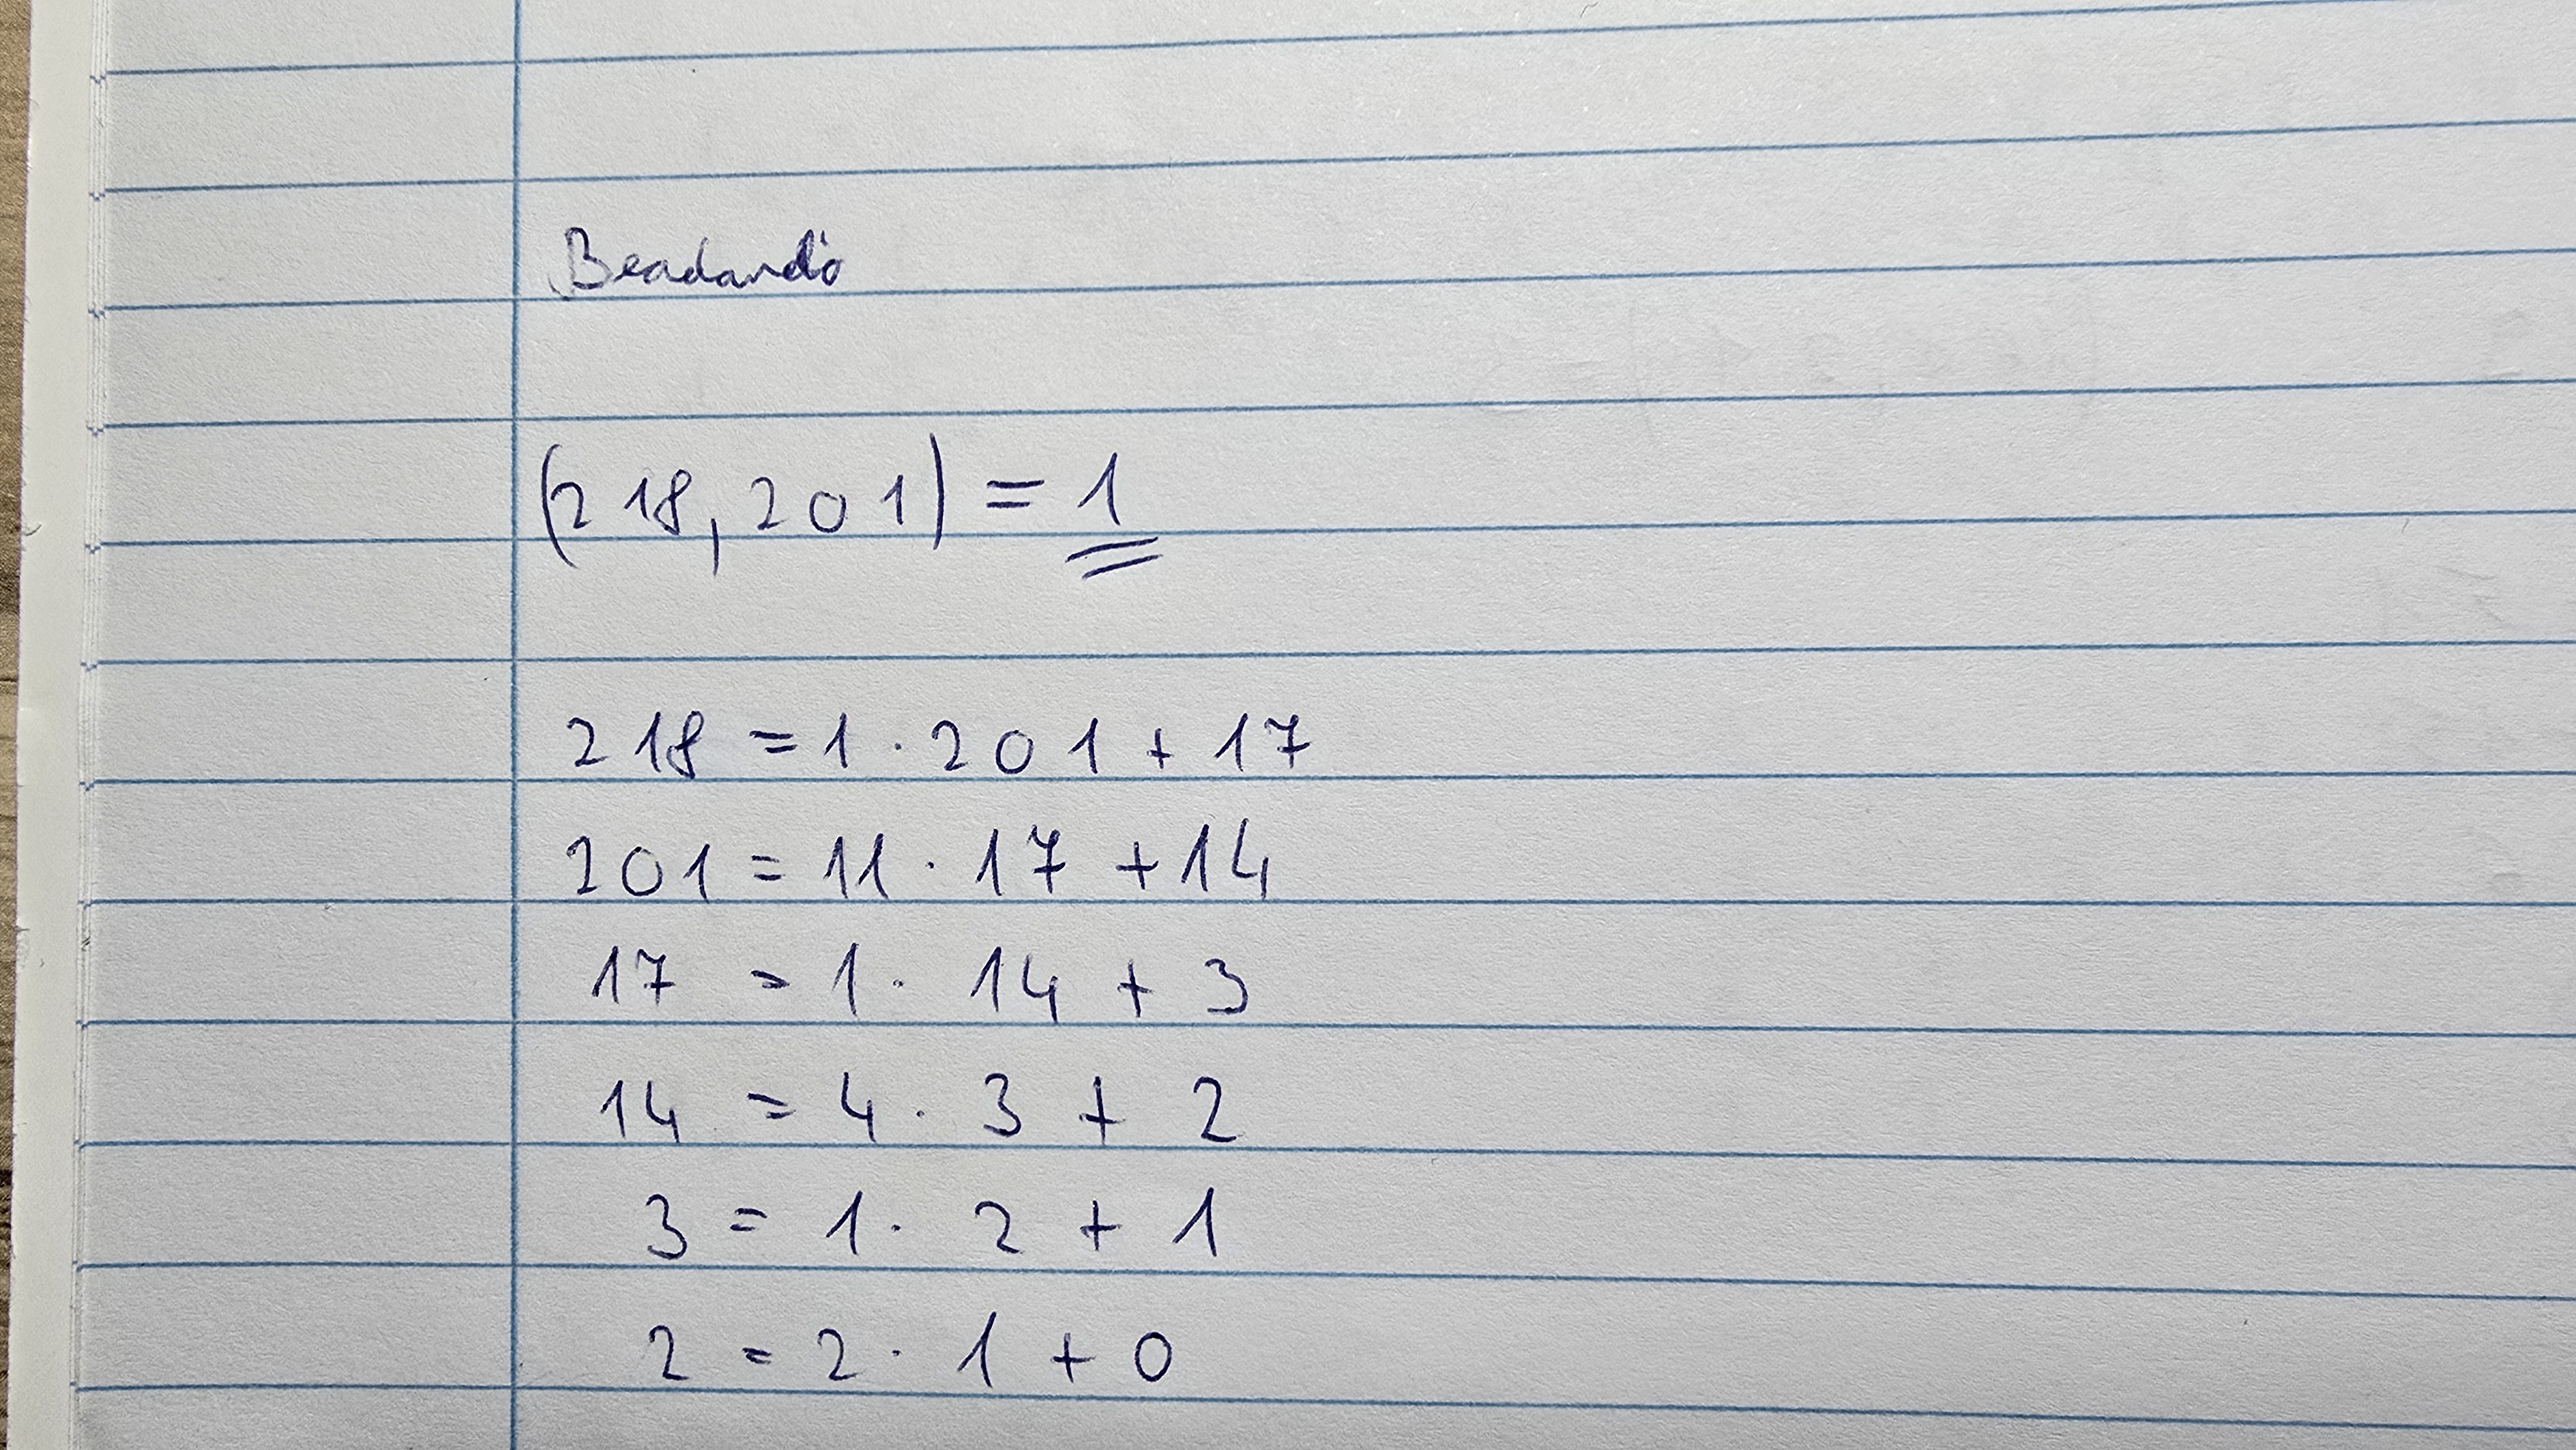 Beadandó
(218, 201) = 1
218 = 1 · 201 + 17
201 = 11 · 17 + 14
17 = 1 · 14 + 3
14 = 4 · 3 + 2
3 = 1 · 2 + 1
2 = 2 · 1 + 0